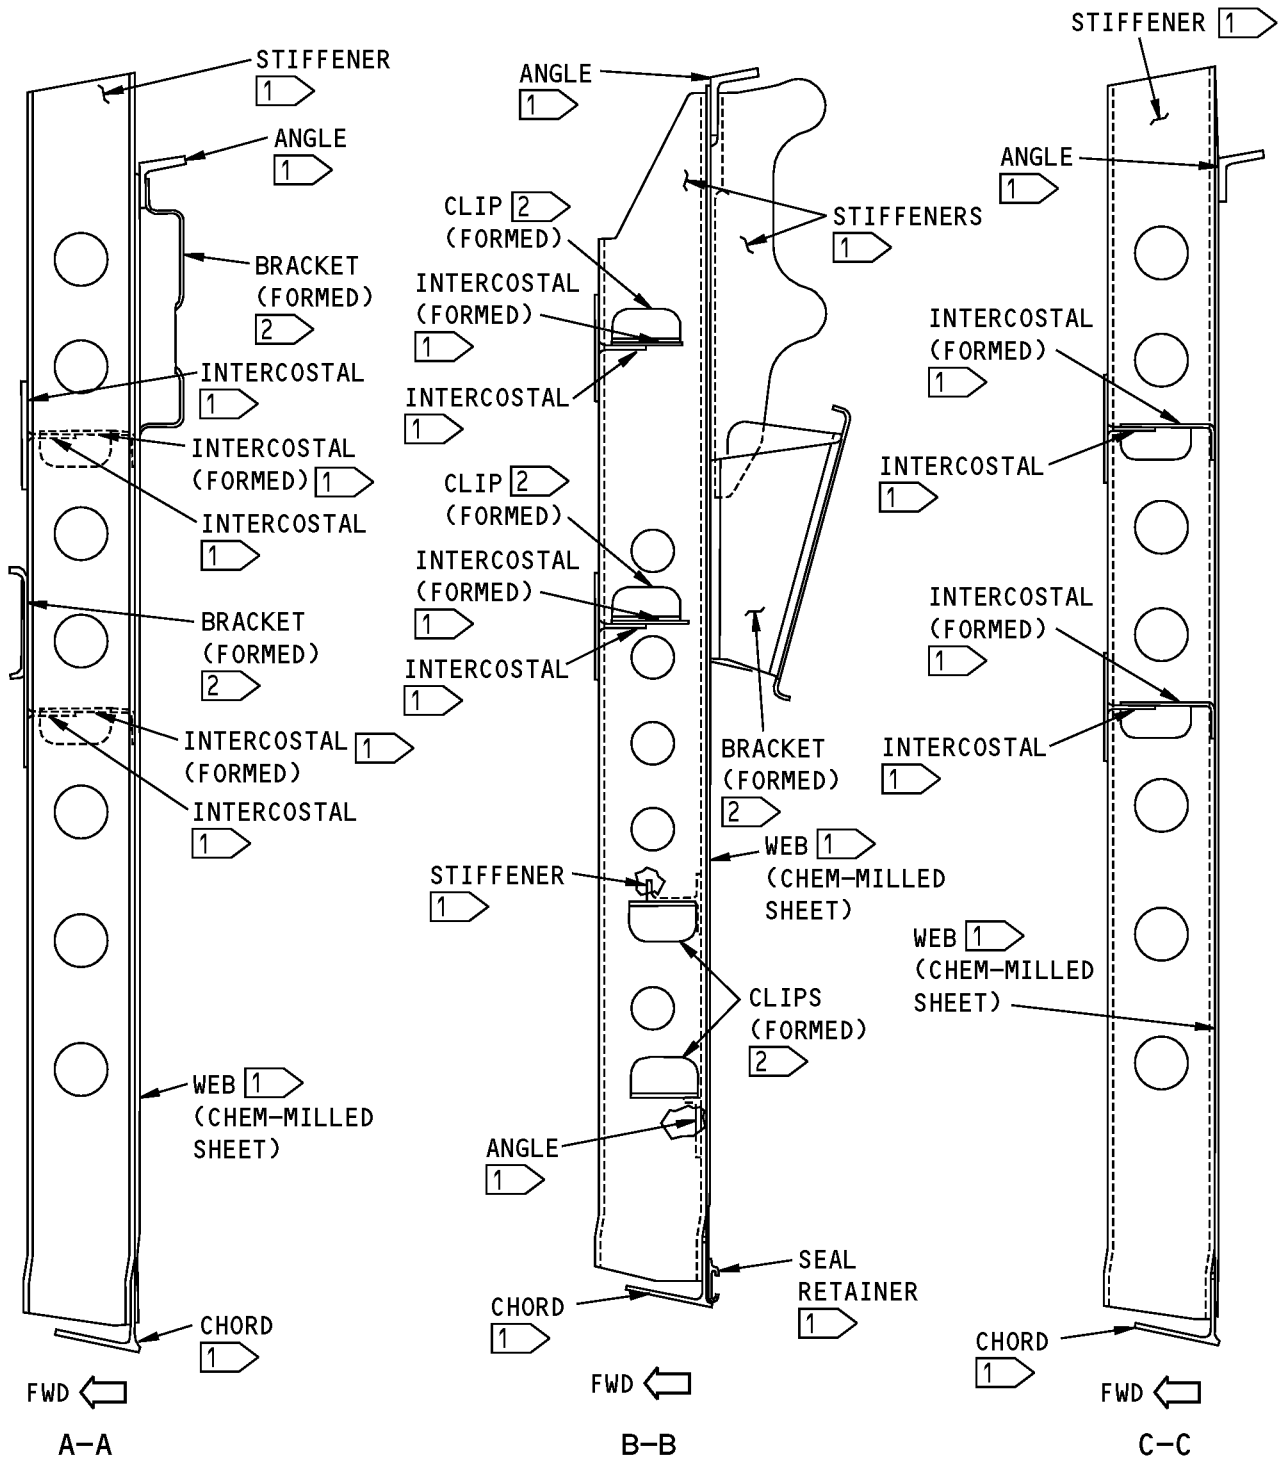 STIFFENER
1
ANGLE
1
BRACKET
(FORMED)
2
INTERCOSTAL
1
INTERCOSTAL
(FORMED) 1
INTERCOSTAL
1
BRACKET
(FORMED)
2
INTERCOSTAL 1
(FORMED)
INTERCOSTAL
1
WEB 1
(CHEM-MILLED
SHEET)
CHORD
1
FWD
A-A
ANGLE
1
CLIP 2
(FORMED)
STIFFENERS
1
INTERCOSTAL
(FORMED)
1
INTERCOSTAL
1
CLIP 2
(FORMED)
INTERCOSTAL
(FORMED)
1
INTERCOSTAL
1
BRACKET
(FORMED)
2
WEB 1
(CHEM-MILLED
SHEET)
STIFFENER
1
CLIPS
(FORMED)
2
ANGLE
1
SEAL
RETAINER
1
CHORD
1
FWD
B-B
STIFFENER 1
ANGLE
1
INTERCOSTAL
(FORMED)
1
INTERCOSTAL
1
INTERCOSTAL
(FORMED)
1
INTERCOSTAL
1
WEB 1
(CHEM-MILLED
SHEET)
CHORD
1
FWD
C-C